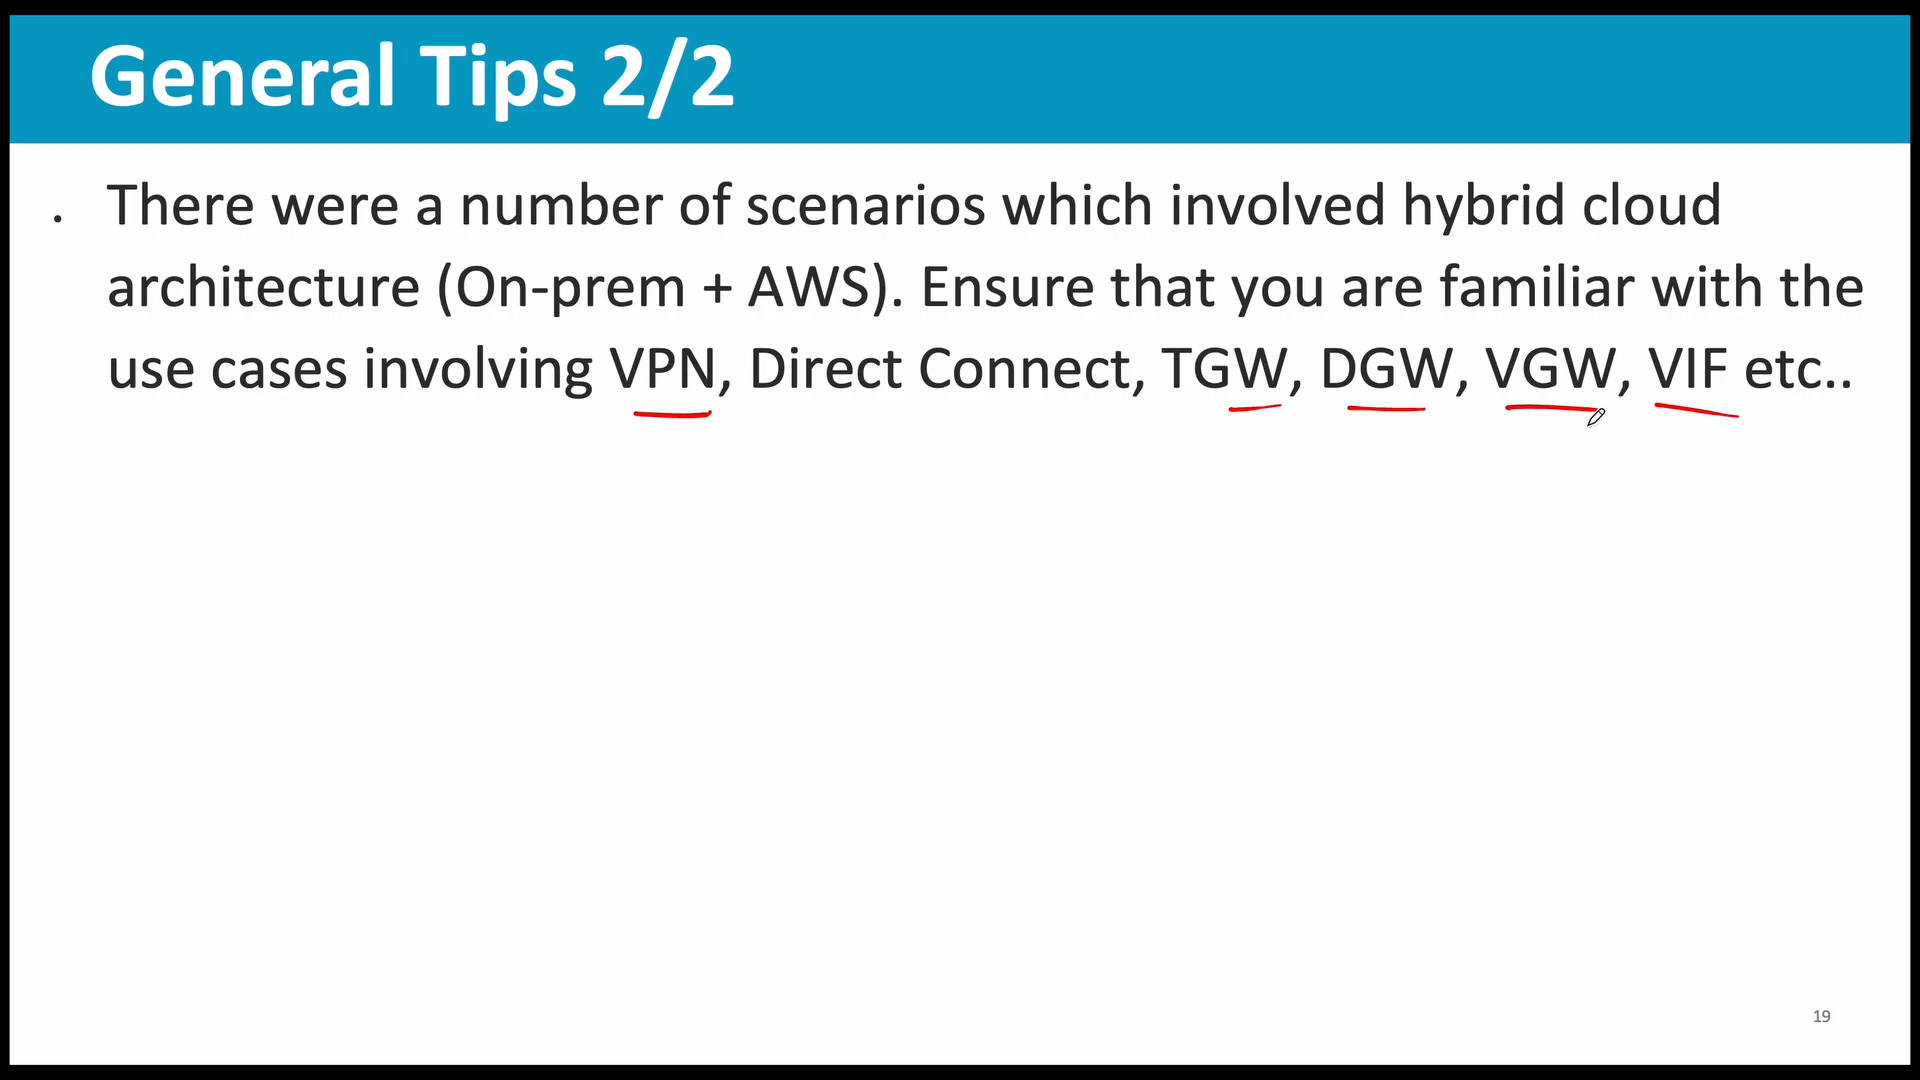 General Tips 2/2
. There were a number of scenarios which involved hybrid cloud
architecture (On-prem + AWS). Ensure that you are familiar with the
use cases involving VPN, Direct Connect, TGW, DGW, VGW, VIF etc..
19